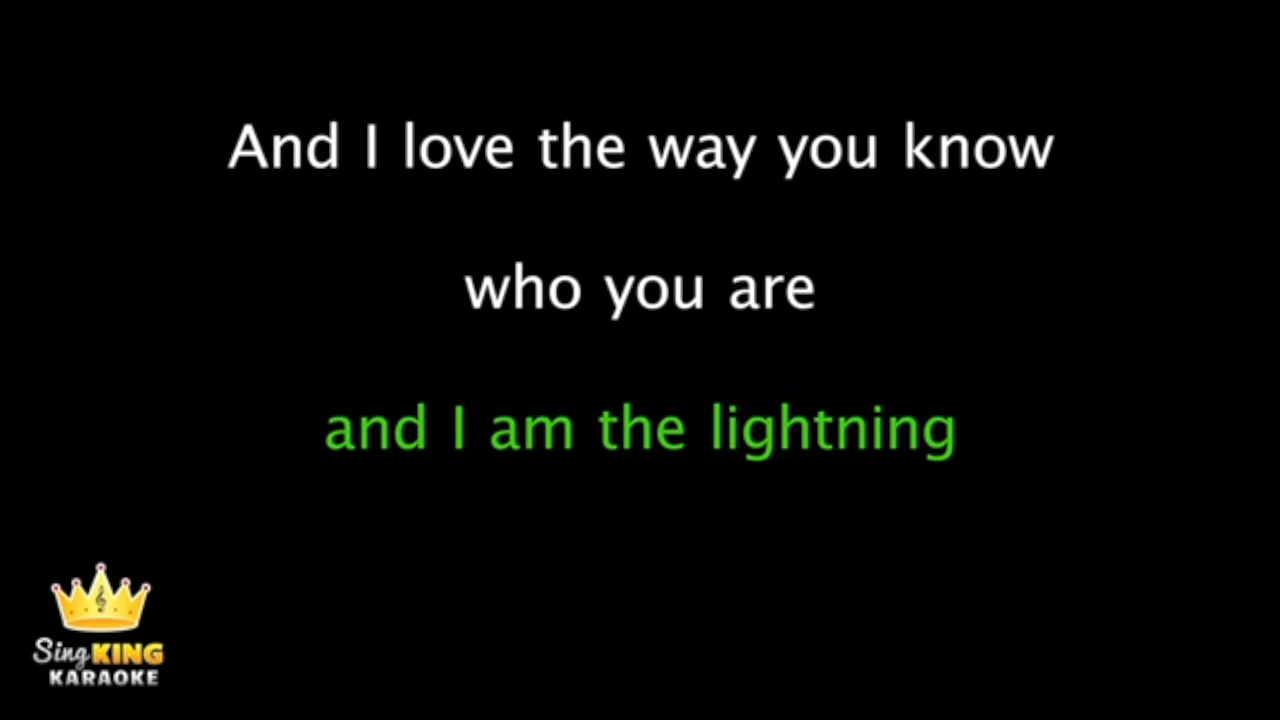 And I love the way you know
who you are
and I am the lightning
Sing KING
KARAOKE